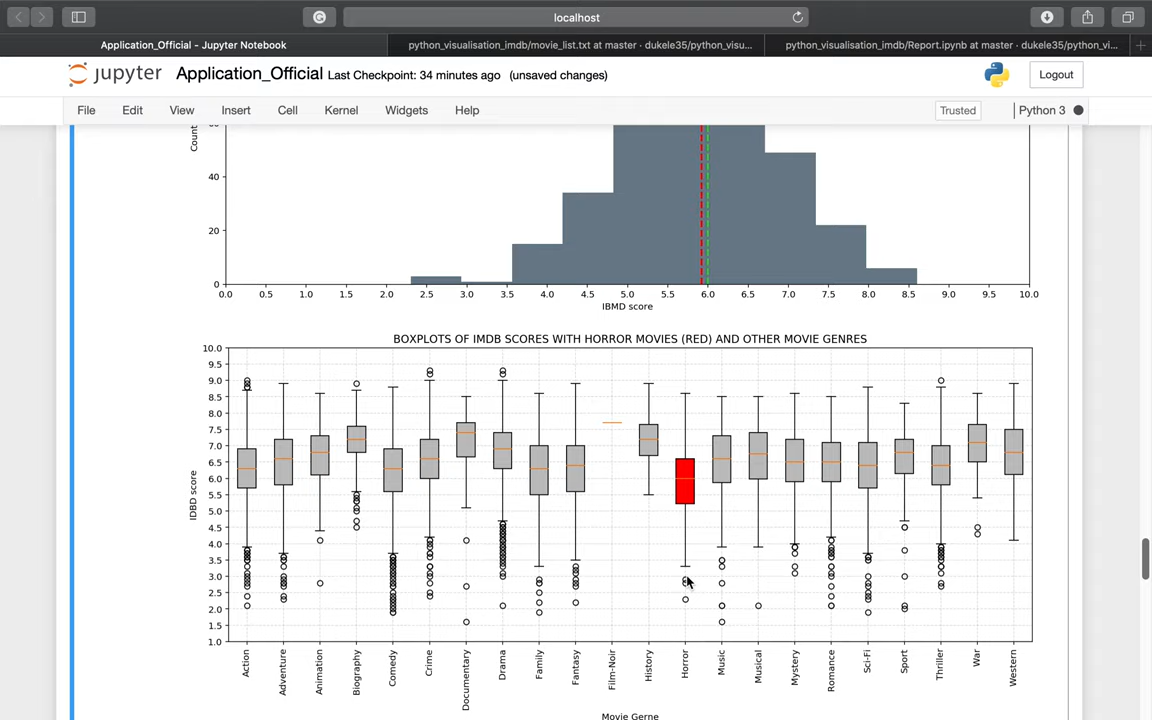 localhost
Application_Official - Jupyter Notebook
python_visualisation_imdb/movie_list.txt at master · dukele35/python_visu...
python_visualisation_imdb/Report.ipynb at master · dukele35/python_vi...
jupyter Application_Official Last Checkpoint: 34 minutes ago (unsaved changes)
Logout
File Edit View Insert Cell Kernel Widgets Help
Trusted Python 3
Count
40
20
0
0.0 0.5 1.0 1.5 2.0 2.5 3.0 3.5 4.0 4.5 5.0 5.5 6.0 6.5 7.0 7.5 8.0 8.5 9.0 9.5 10.0
IBMD score
BOXPLOTS OF IMDB SCORES WITH HORROR MOVIES (RED) AND OTHER MOVIE GENRES
10.0
9.5
9.0
8.5
8.0
7.5
7.0
6.5
6.0
5.5
5.0
4.5
4.0
3.5
3.0
2.5
2.0
1.5
1.0
IDBD score
Action
Adventure
Animation
Biography
Comedy
Crime
Documentary
Drama
Family
Fantasy
Film-Noir
History
Horror
Music
Musical
Mystery
Romance
Sci-Fi
Sport
Thriller
War
Western
Movie Gerne